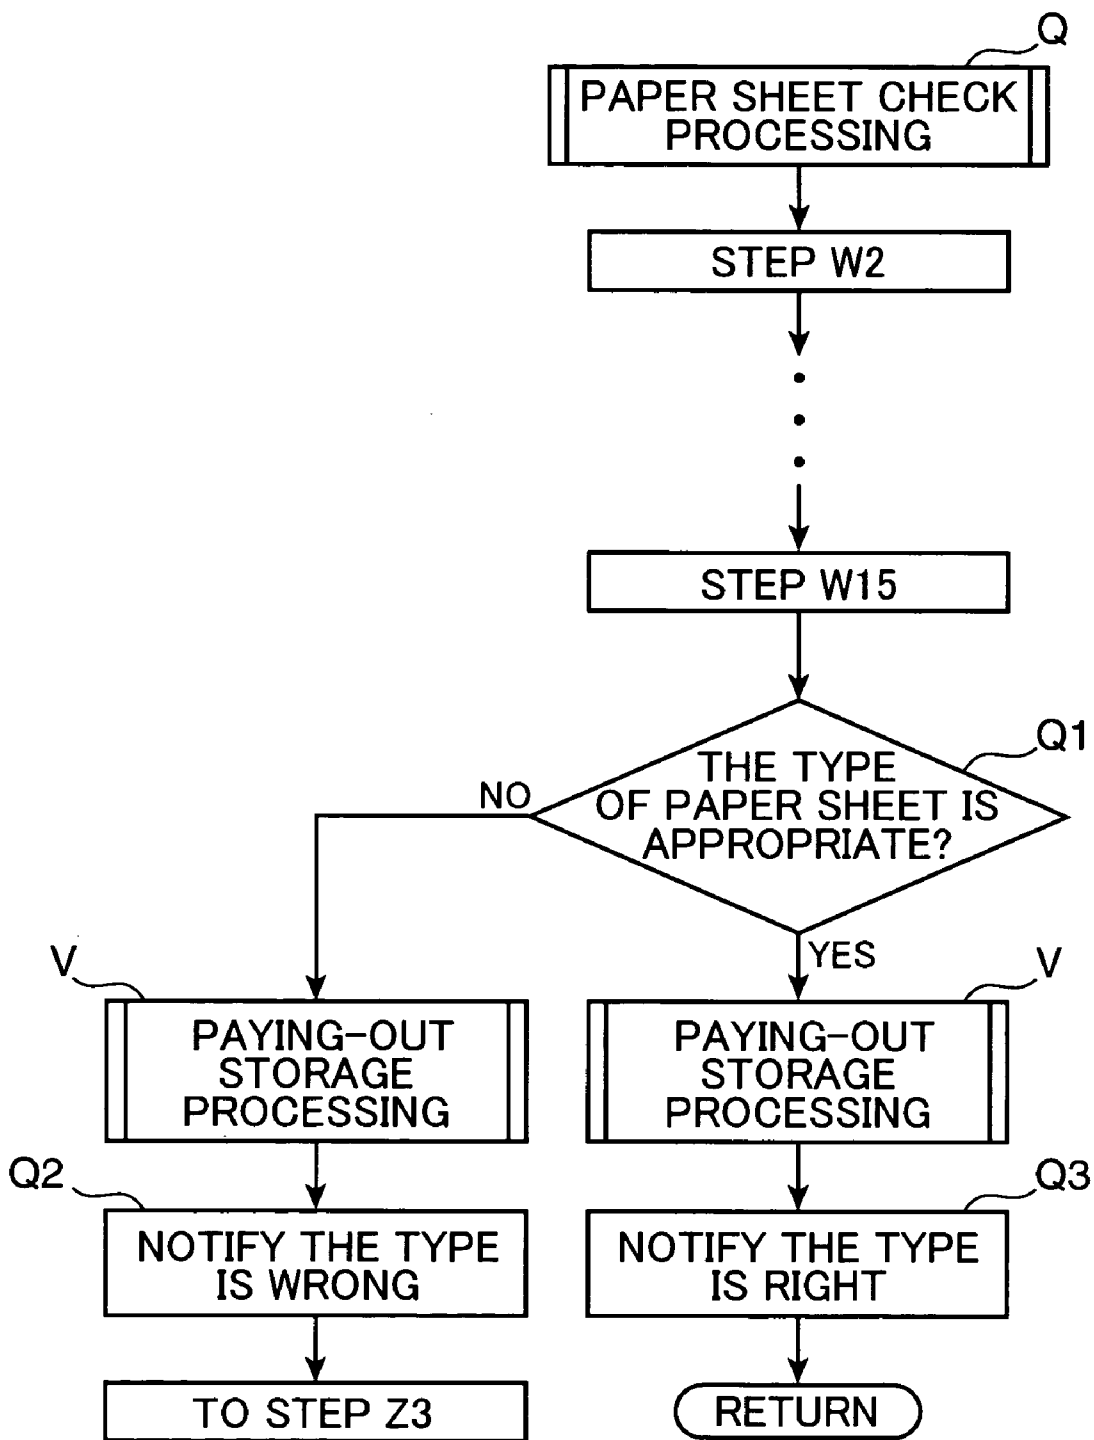 Q
PAPER SHEET CHECK
PROCESSING
STEP W2
STEP W15
Q1
THE TYPE
OF PAPER SHEET IS
APPROPRIATE?
NO
YES
V
PAYING-OUT
STORAGE
PROCESSING
V
PAYING-OUT
STORAGE
PROCESSING
Q2
NOTIFY THE TYPE
IS WRONG
Q3
NOTIFY THE TYPE
IS RIGHT
TO STEP Z3
RETURN